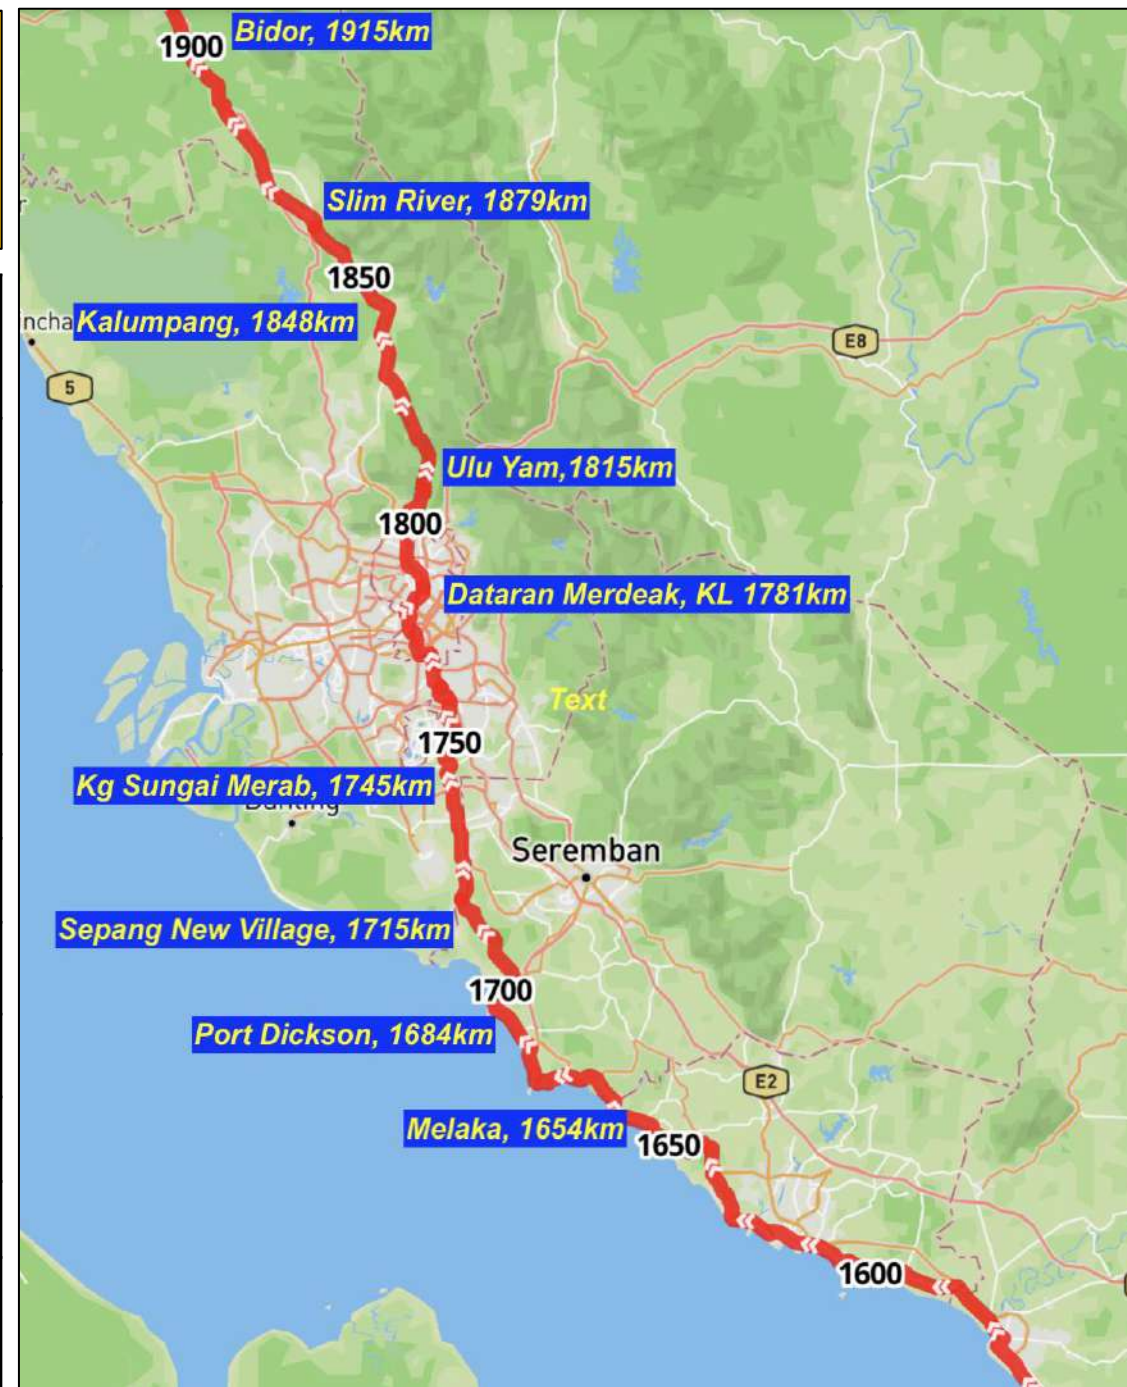 Bidor, 1915km
1900
Slim River, 1879km
1850
Kalumpang, 1848km
ncha
E8
5
Ulu Yam,1815km
1800
Dataran Merdeak, KL 1781km
Text
1750
Kg Sungai Merab, 1745km
Seremban
Sepang New Village, 1715km
1700
Port Dickson, 1684km
E2
Melaka, 1654km
1650
1600